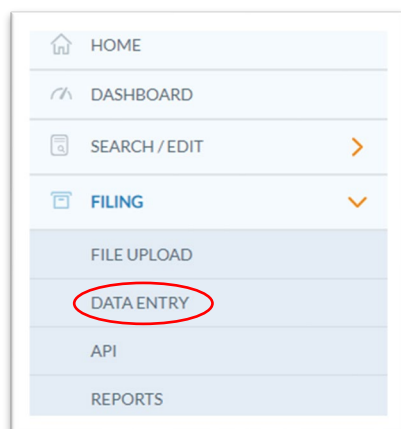 HOME
DASHBOARD
SEARCH / EDIT
FILING
FILE UPLOAD
DATA ENTRY
API
REPORTS